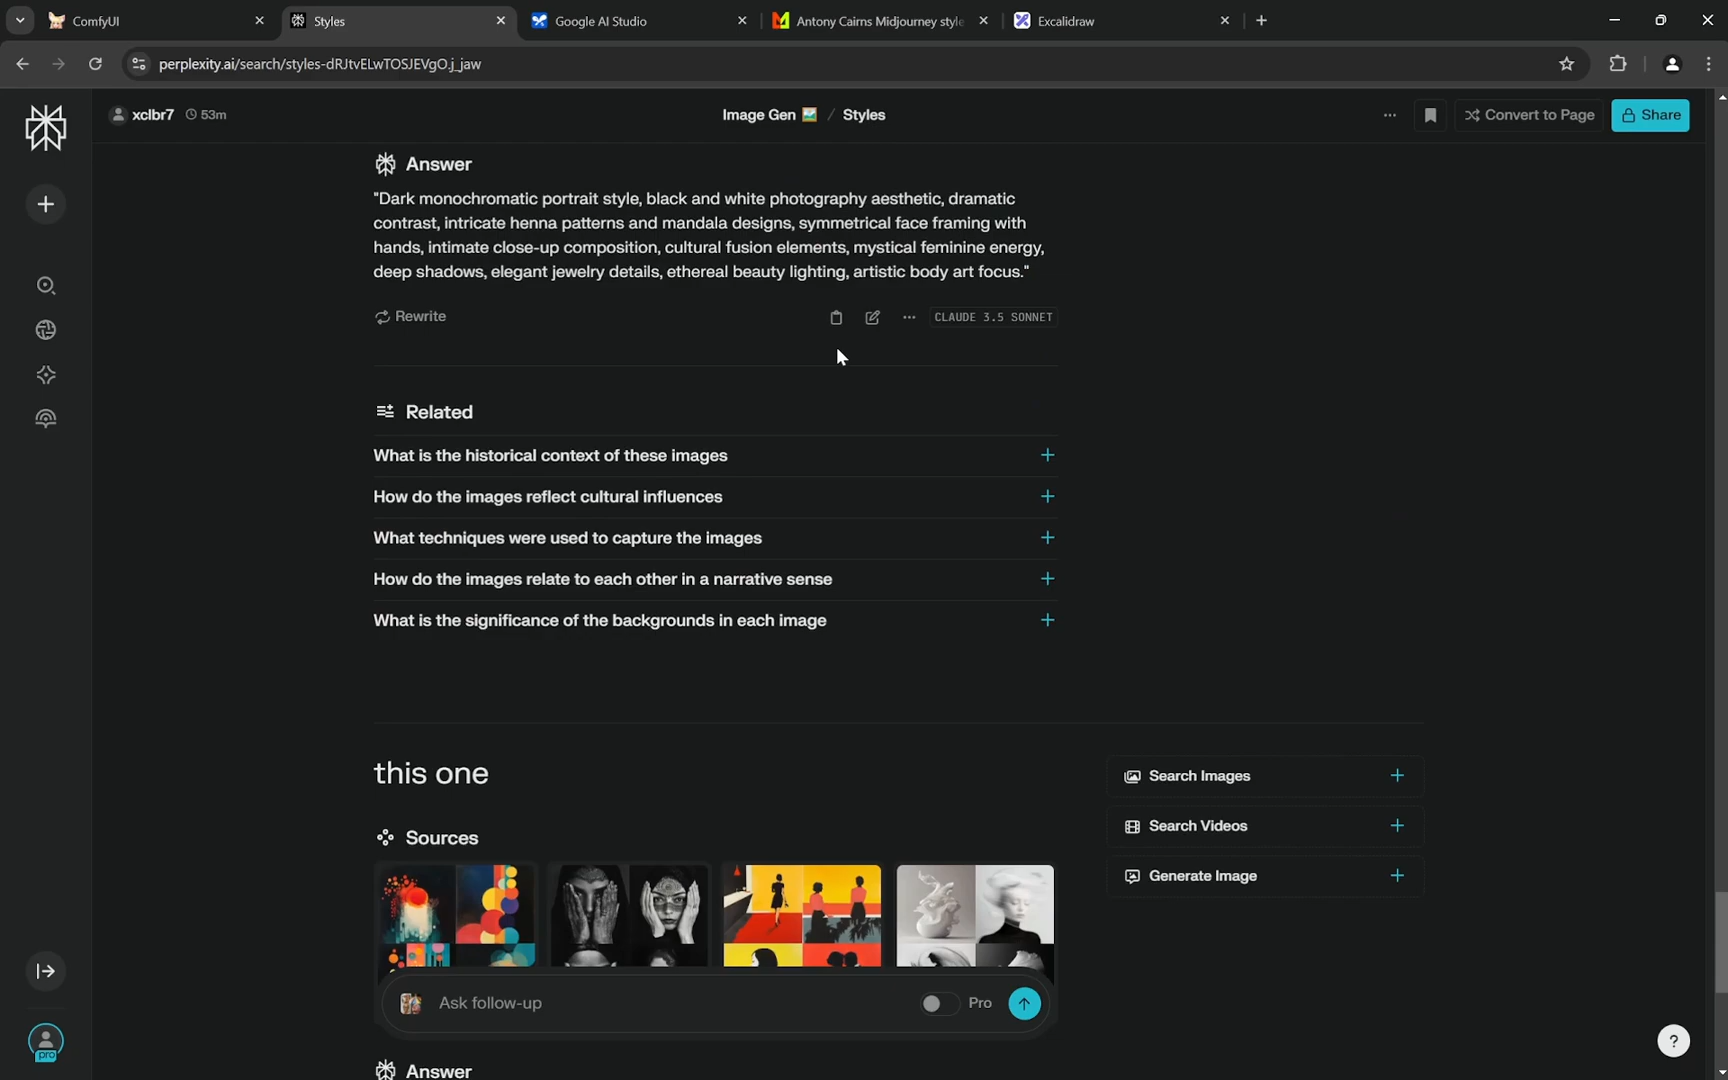 ComfyUI
Styles
Google AI Studio
Antony Cairns Midjourney style
Excalidraw
perplexity.ai/search/styles-dRJtvELwTOSJEVgO.j_jaw
xclbr7 53m
Image Gen / Styles
Convert to Page
Share
Answer
"Dark monochromatic portrait style, black and white photography aesthetic, dramatic
contrast, intricate henna patterns and mandala designs, symmetrical face framing with
hands, intimate close-up composition, cultural fusion elements, mystical feminine energy,
deep shadows, elegant jewelry details, ethereal beauty lighting, artistic body art focus."
Rewrite
CLAUDE 3.5 SONNET
Related
What is the historical context of these images
How do the images reflect cultural influences
What techniques were used to capture the images
How do the images relate to each other in a narrative sense
What is the significance of the backgrounds in each image
this one
Search Images
Search Videos
Generate Image
Sources
Ask follow-up
Pro
pro
?
Answer